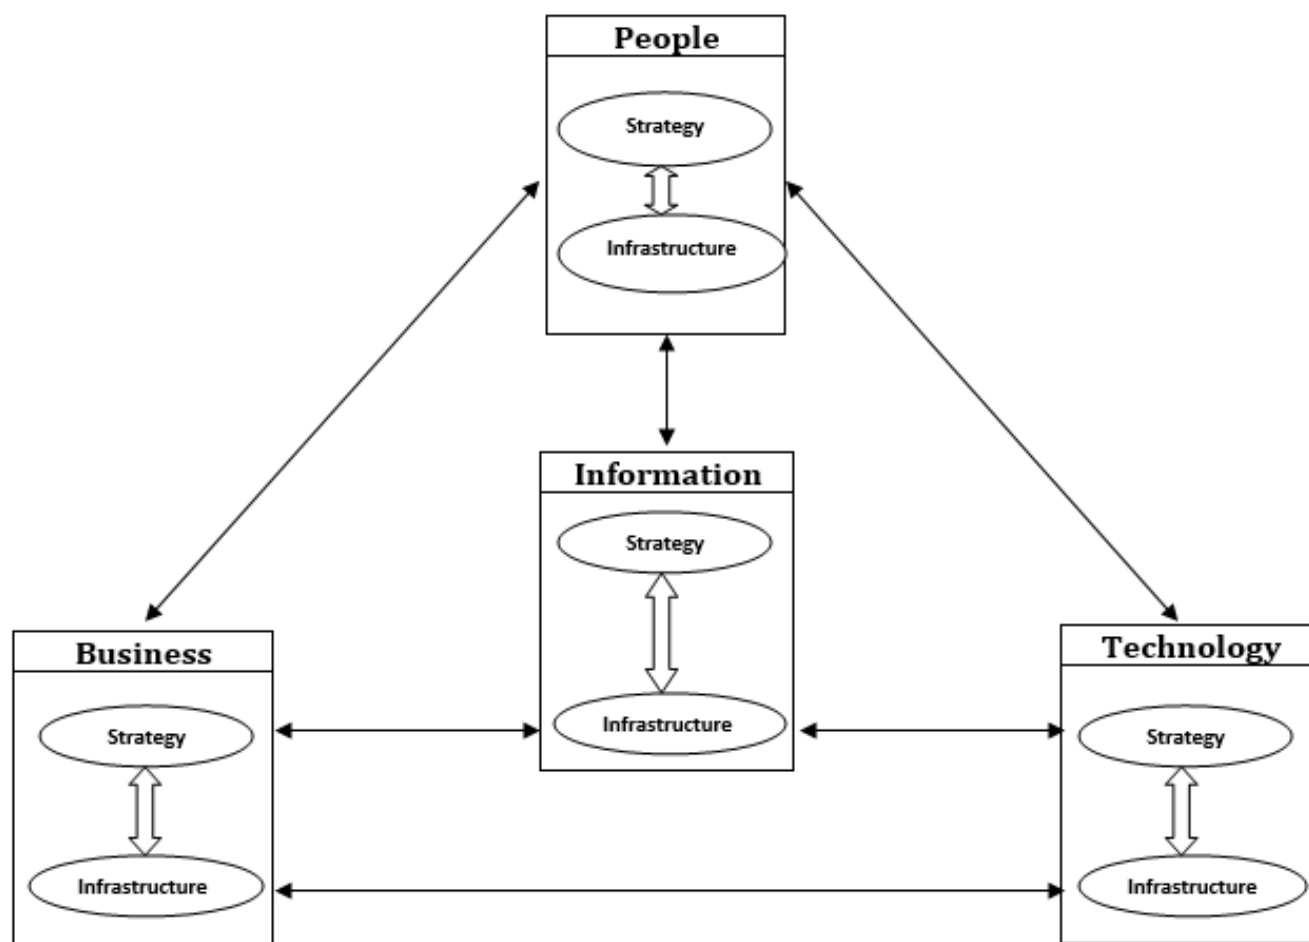 People
Strategy
Infrastructure
Information
Strategy
Infrastructure
Business
Strategy
Infrastructure
Technology
Strategy
Infrastructure